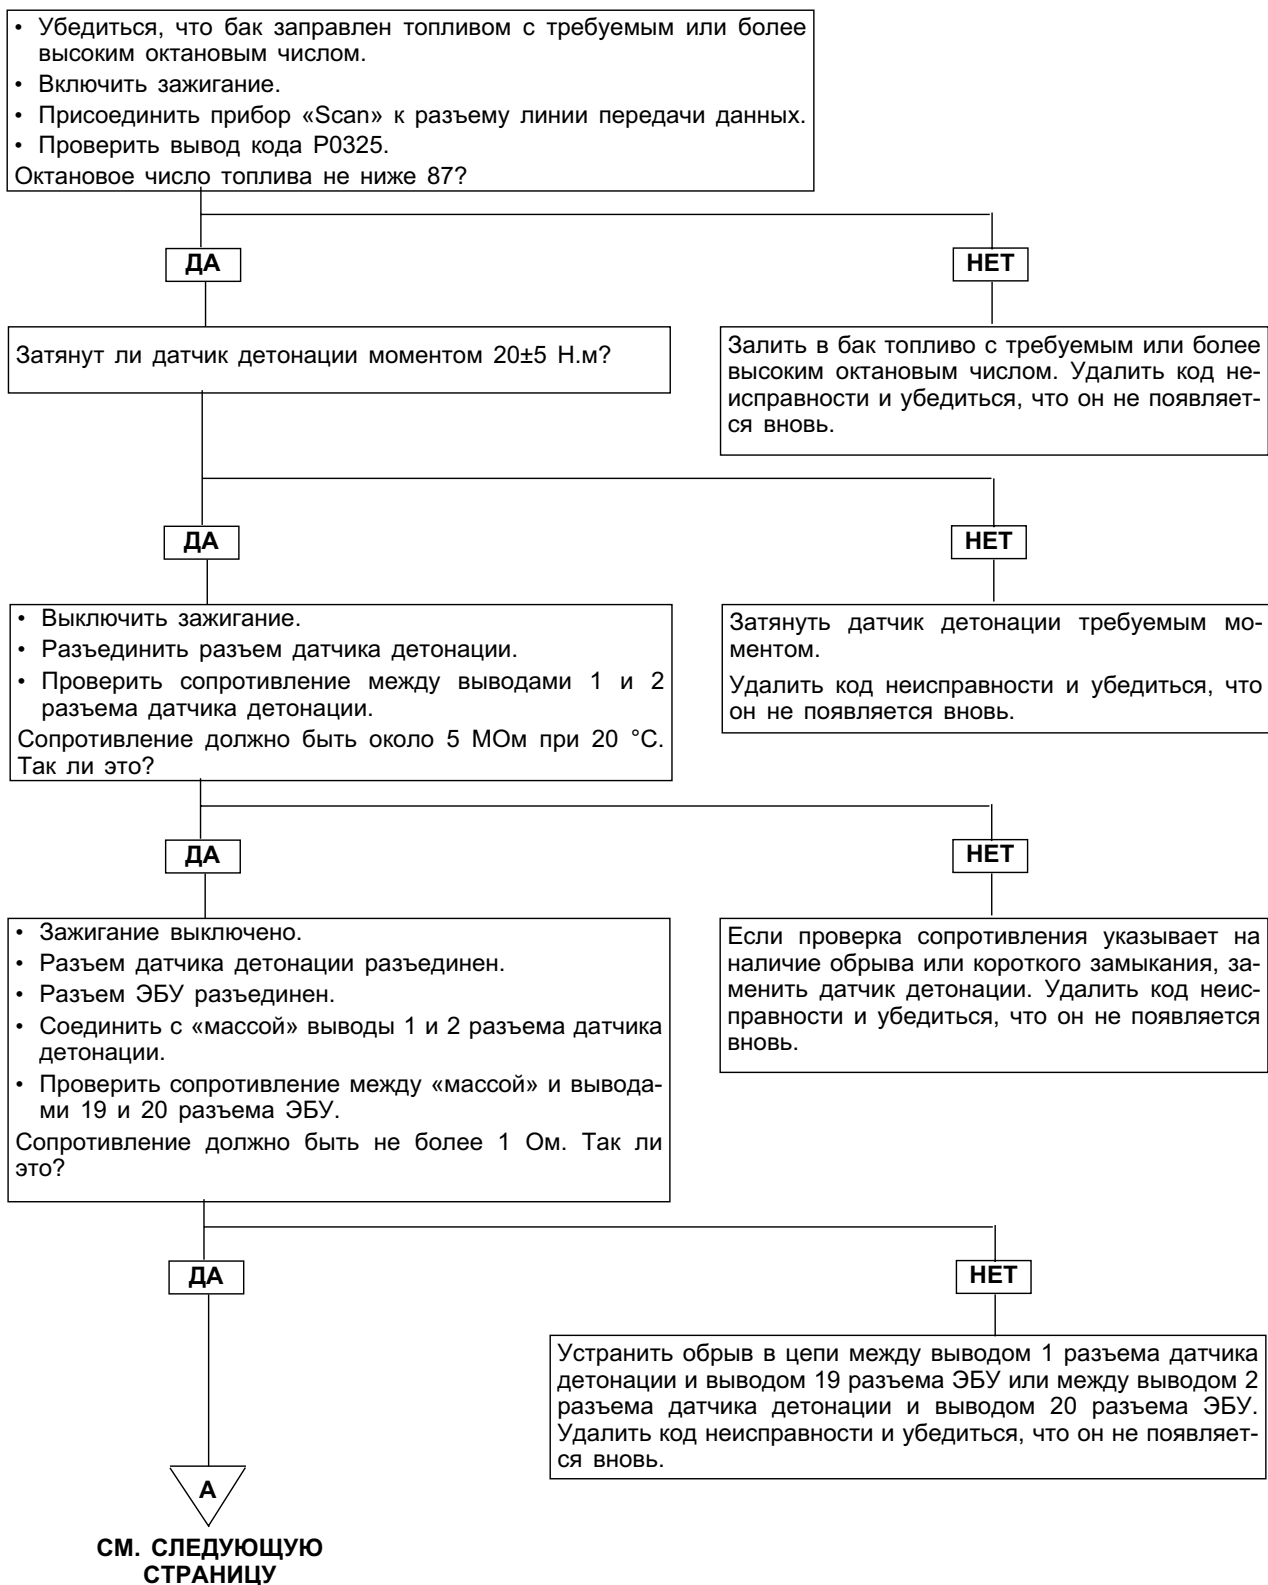 • Убедиться, что бак заправлен топливом с требуемым или более
высоким октановым числом.
• Включить зажигание.
• Присоединить прибор «Scan» к разъему линии передачи данных.
• Проверить вывод кода P0325.
Октановое число топлива не ниже 87?
ДА
НЕТ
Затянут ли датчик детонации моментом 20±5 Н.м?
Залить в бак топливо с требуемым или более
высоким октановым числом. Удалить код не-
исправности и убедиться, что он не появляет-
ся вновь.
ДА
НЕТ
• Выключить зажигание.
• Разъединить разъем датчика детонации.
• Проверить сопротивление между выводами 1 и 2
разъема датчика детонации.
Сопротивление должно быть около 5 МОм при 20 °С.
Так ли это?
Затянуть датчик детонации требуемым мо-
ментом.
Удалить код неисправности и убедиться, что
он не появляется вновь.
ДА
НЕТ
• Зажигание выключено.
• Разъем датчика детонации разъединен.
• Разъем ЭБУ разъединен.
• Соединить с «массой» выводы 1 и 2 разъема датчика
детонации.
• Проверить сопротивление между «массой» и вывода-
ми 19 и 20 разъема ЭБУ.
Сопротивление должно быть не более 1 Ом. Так ли
это?
Если проверка сопротивления указывает на
наличие обрыва или короткого замыкания, за-
менить датчик детонации. Удалить код неис-
правности и убедиться, что он не появляется
вновь.
ДА
НЕТ
Устранить обрыв в цепи между выводом 1 разъема датчика
детонации и выводом 19 разъема ЭБУ или между выводом 2
разъема датчика детонации и выводом 20 разъема ЭБУ.
Удалить код неисправности и убедиться, что он не появляет-
ся вновь.
А
СМ. СЛЕДУЮЩУЮ
СТРАНИЦУ